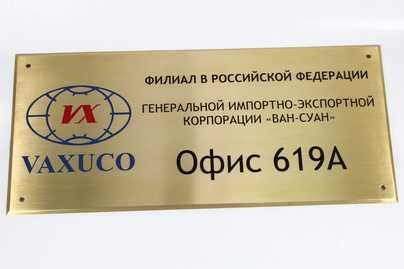 VX
VAXUCO
ФИЛИАЛ В РОССИЙСКОЙ ФЕДЕРАЦИИ
ГЕНЕРАЛЬНОЙ ИМПОРТНО-ЭКСПОРТНОЙ
КОРПОРАЦИИ «ВАН-СУАН»
Офис 619А